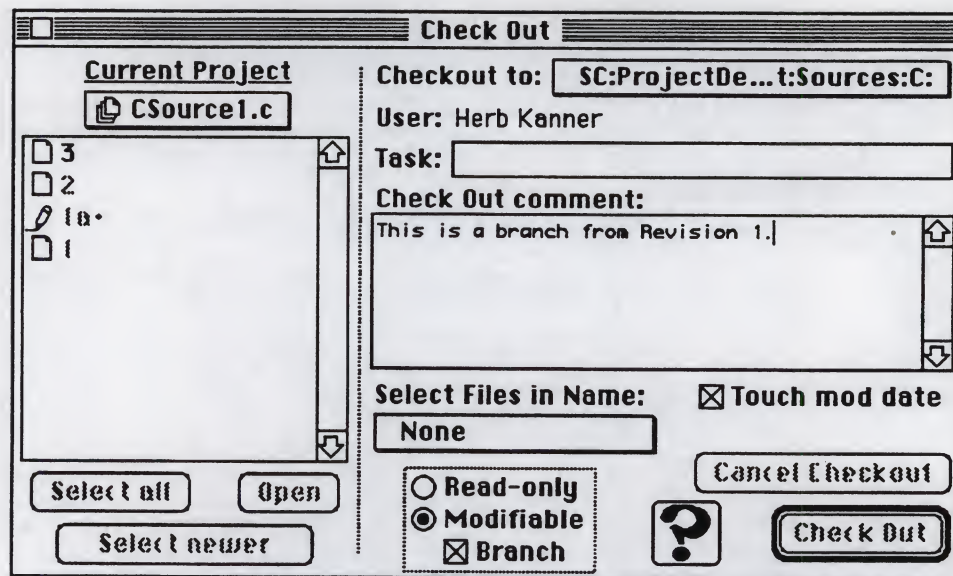 Check Out
Current Project
CSource1.c
3
2
1a•
1
Select all
Open
Select newer
Checkout to: SC:ProjectDe...t:Sources:C:
User: Herb Kanner
Task:
Check Out comment:
This is a branch from Revision 1.
Select Files in Name:
None
Touch mod date
Read-only
Modifiable
Branch
Cancel Checkout
?
Check Out